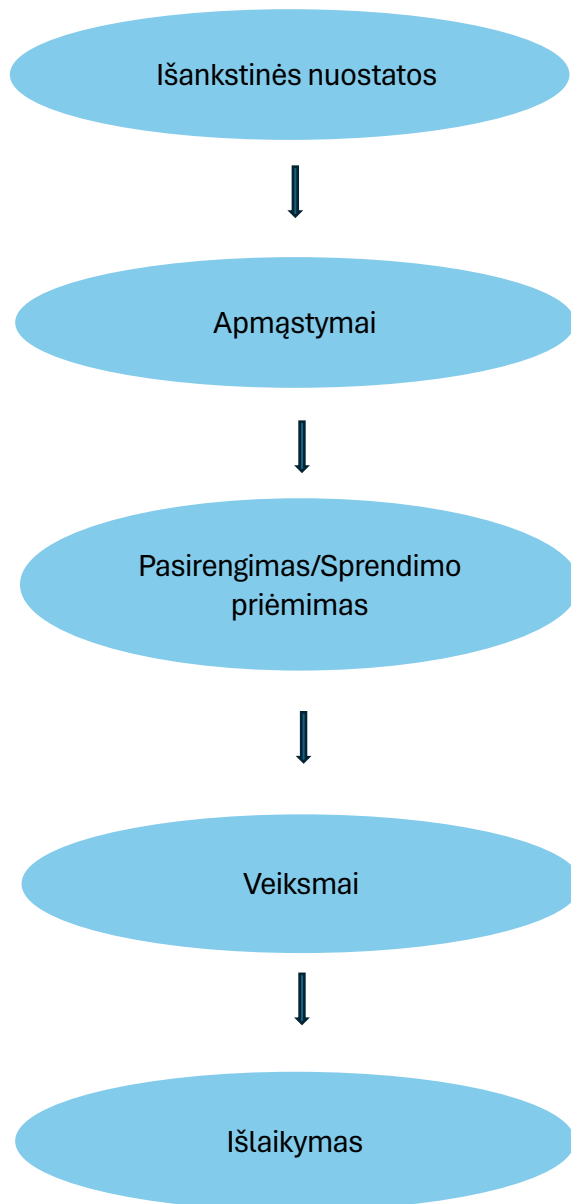 Išankstinės nuostatos
Apmąstymai
Pasirengimas/Sprendimo
priėmimas
Veiksmai
Išlaikymas